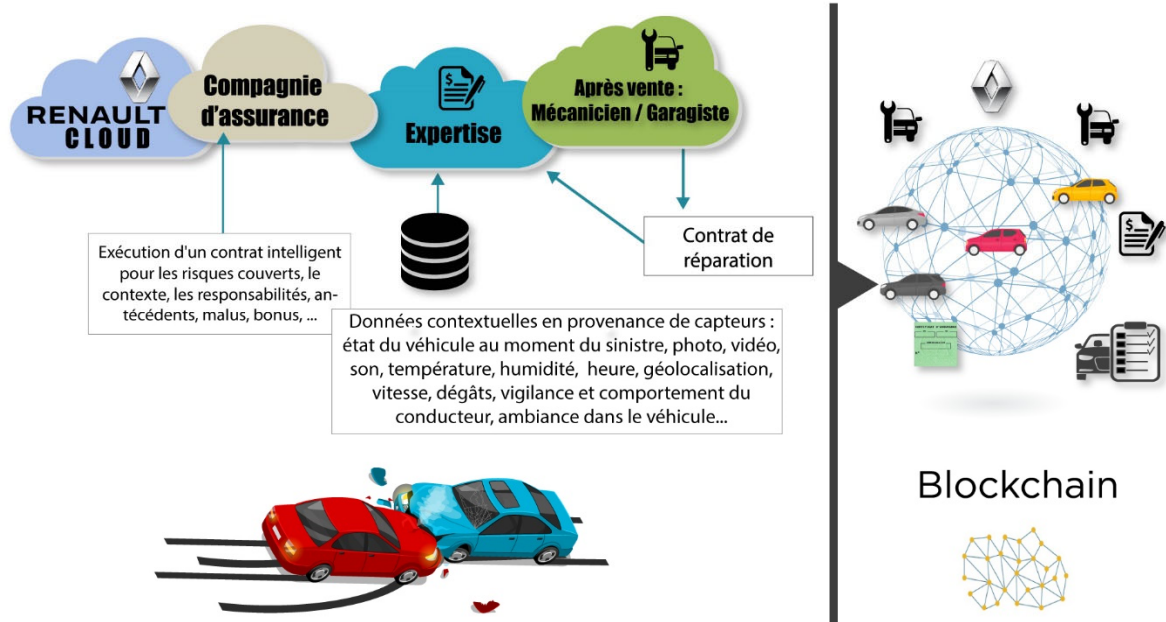 RENAULT
CLOUD
Compagnie
d'assurance
Expertise
Après vente :
Mécanicien / Garagiste
Exécution d'un contrat intelligent
pour les risques couverts, le
contexte, les responsabilités, an-
técédents, malus, bonus, ...
Contrat de
réparation
Données contextuelles en provenance de capteurs :
état du véhicule au moment du sinistre, photo, vidéo,
son, température, humidité, heure, géolocalisation,
vitesse, dégâts, vigilance et comportement du
conducteur, ambiance dans le véhicule...
Blockchain